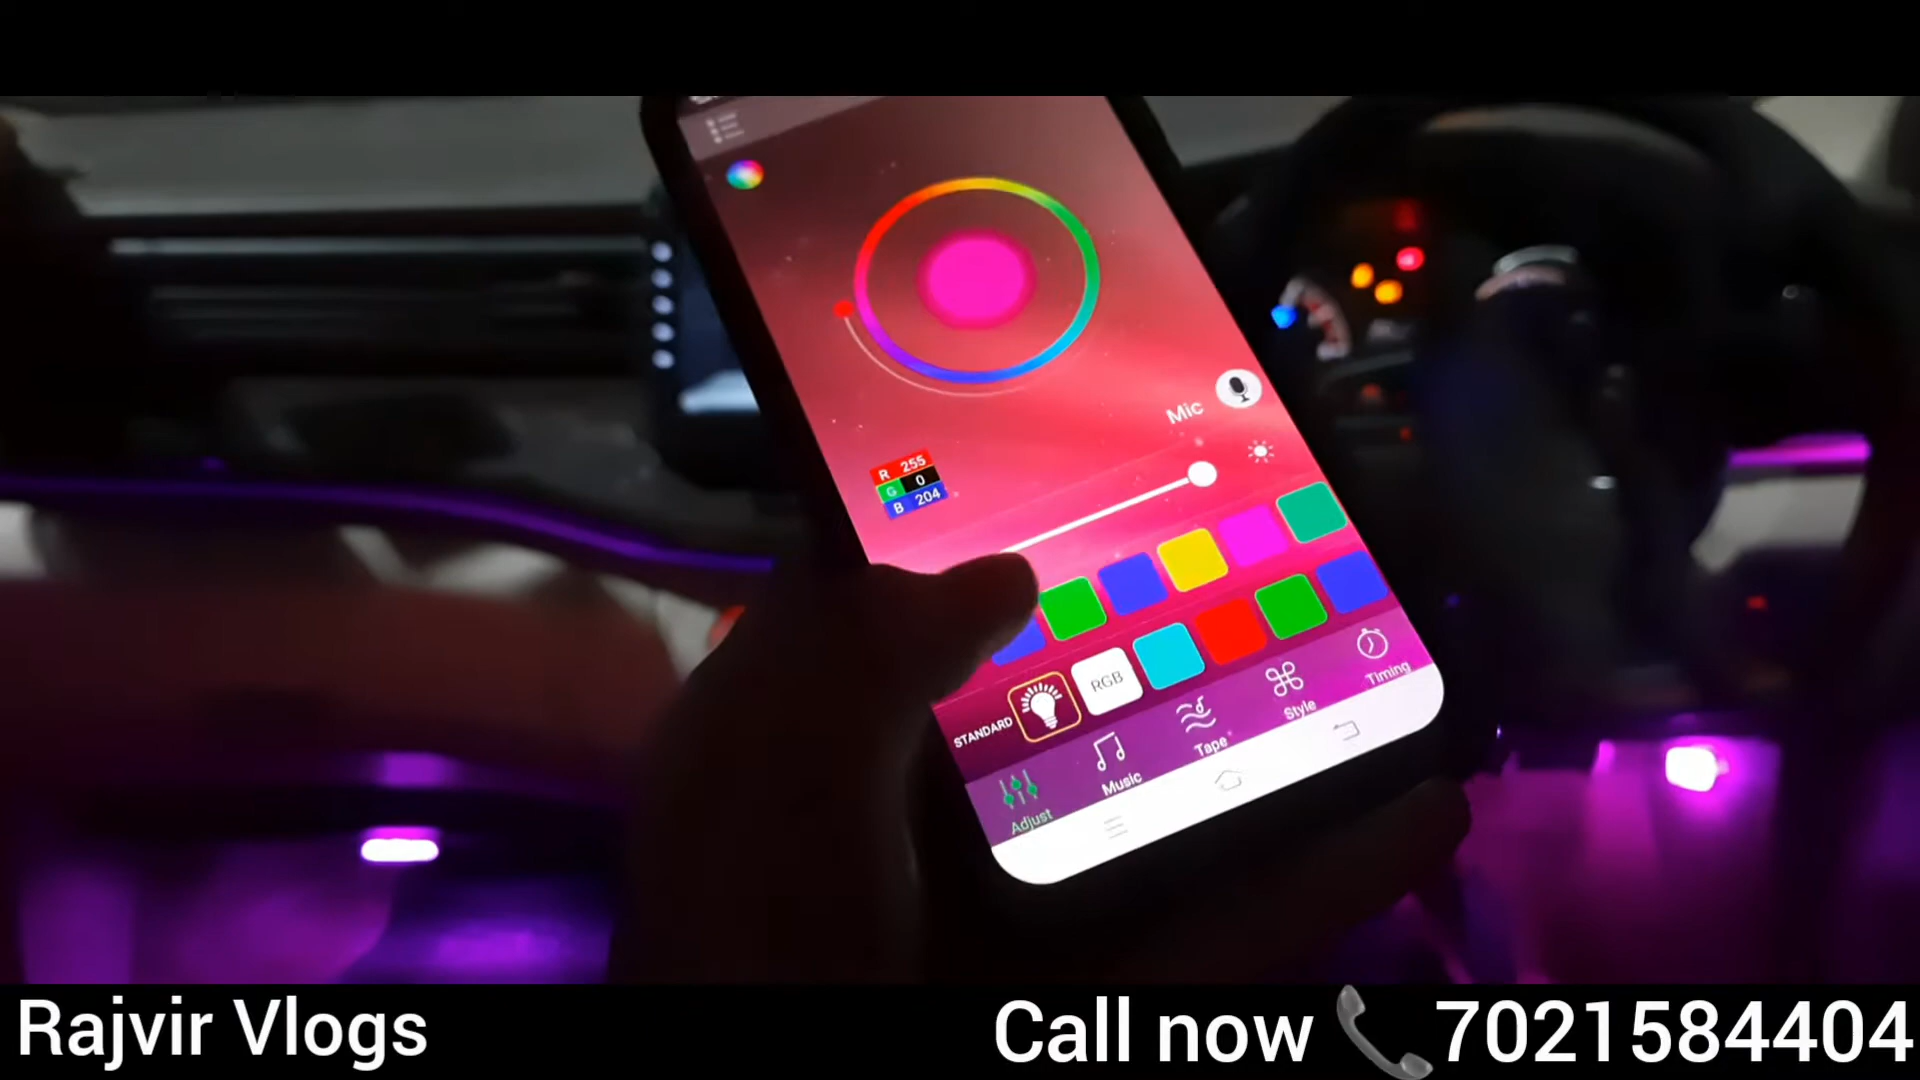 Mic
R 255
G 0
B 204
STANDARD
RGB
Adjust
Music
Tape
Style
Timing
Rajvir Vlogs
Call now 7021584404